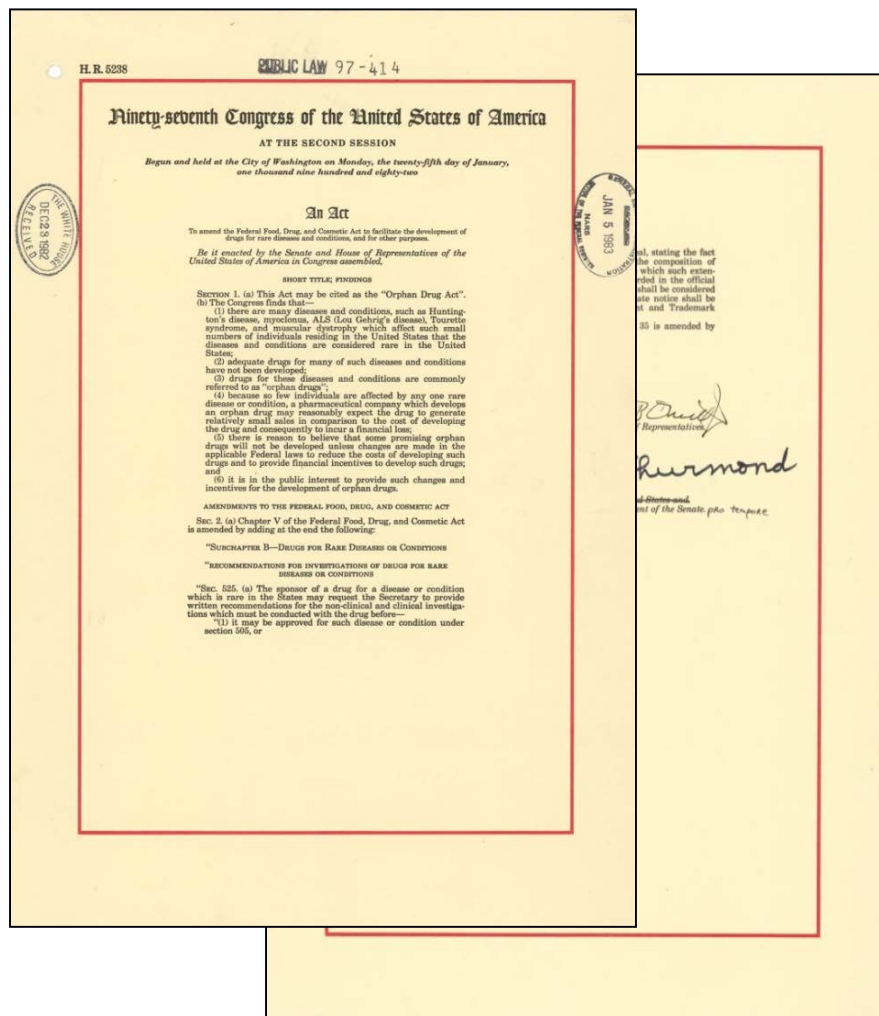 H. R. 5238
PUBLIC LAW 97-414
Ninety-seventh Congress of the United States of America
AT THE SECOND SESSION
Begun and held at the City of Washington on Monday, the twenty-fifth day of January,
one thousand nine hundred and eighty-two
THE WHITE HOUSE
DEC 23 1982
RECEIVED
JAN 5 1983
NARS
An Act
To amend the Federal Food, Drug, and Cosmetic Act to facilitate the development of
drugs for rare diseases and conditions, and for other purposes.
Be it enacted by the Senate and House of Representatives of the
United States of America in Congress assembled,
SHORT TITLE; FINDINGS
SECTION 1. (a) This Act may be cited as the "Orphan Drug Act".
(b) The Congress finds that—
(1) there are many diseases and conditions, such as Hunting-
ton's disease, myoclonus, ALS (Lou Gehrig's disease), Tourette
syndrome, and muscular dystrophy which affect such small
numbers of individuals residing in the United States that the
diseases and conditions are considered rare in the United
States;
(2) adequate drugs for many of such diseases and conditions
have not been developed;
(3) drugs for these diseases and conditions are commonly
referred to as "orphan drugs";
(4) because so few individuals are affected by any one rare
disease or condition, a pharmaceutical company which develops
an orphan drug may reasonably expect the drug to generate
relatively small sales in comparison to the cost of developing
the drug and consequently to incur a financial loss;
(5) there is reason to believe that some promising orphan
drugs will not be developed unless changes are made in the
applicable Federal laws to reduce the costs of developing such
drugs and to provide financial incentives to develop such drugs;
and
(6) it is in the public interest to provide such changes and
incentives for the development of orphan drugs.
AMENDMENTS TO THE FEDERAL FOOD, DRUG, AND COSMETIC ACT
SEC. 2. (a) Chapter V of the Federal Food, Drug, and Cosmetic Act
is amended by adding at the end the following:
"SUBCHAPTER B—DRUGS FOR RARE DISEASES OR CONDITIONS
"RECOMMENDATIONS FOR INVESTIGATIONS OF DRUGS FOR RARE
DISEASES OR CONDITIONS
"SEC. 525. (a) The sponsor of a drug for a disease or condition
which is rare in the States may request the Secretary to provide
written recommendations for the non-clinical and clinical investiga-
tions which must be conducted with the drug before—
"(1) it may be approved for such disease or condition under
section 505, or
al, stating the fact
the composition of
which such exten-
rded in the official
shall be considered
ate notice shall be
nt and Trademark
35 is amended by
Representatives.
hurmond
d States and
ent of the Senate. pro tempore